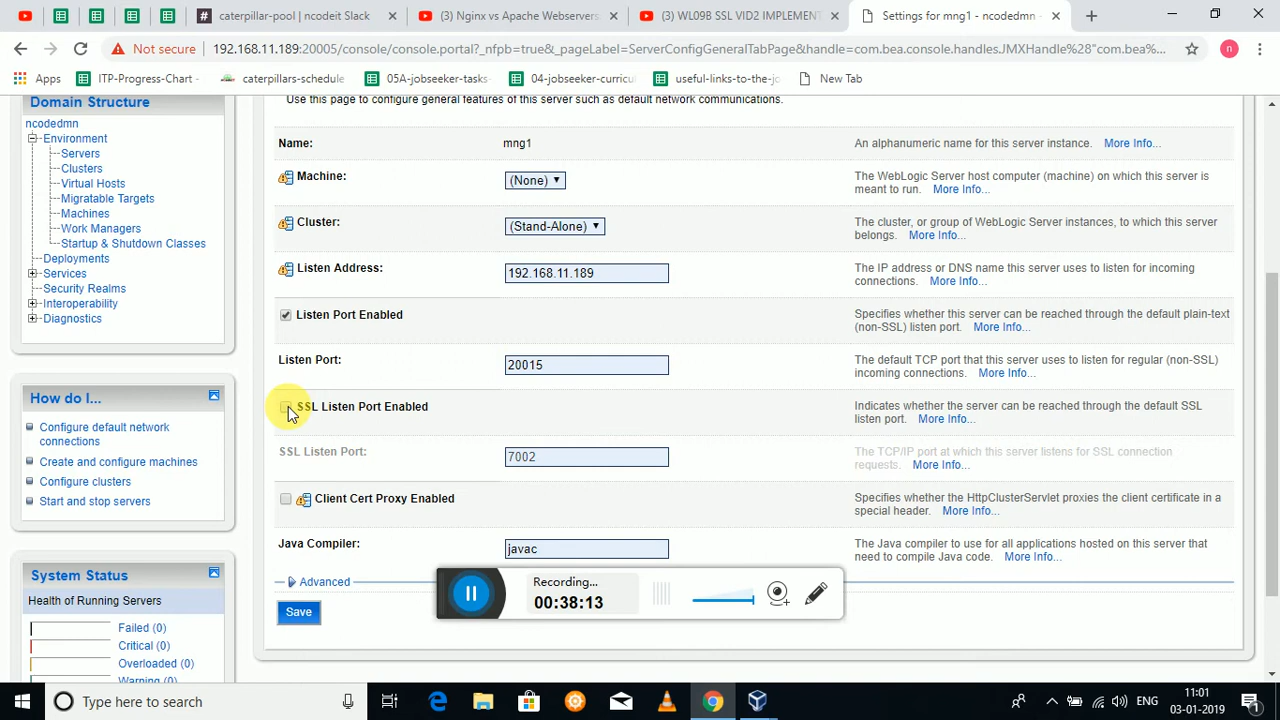 caterpillar-pool | ncodeit Slack
(3) Nginx vs Apache Webservers
(3) WL09B SSL VID2 IMPLEMENT
Settings for mng1 - ncodedmn - 
Not secure
192.168.11.189:20005/console/console.portal?_nfpb=true&_pageLabel=ServerConfigGeneralTabPage&handle=com.bea.console.handles.JMXHandle%28"com.bea%...
n
Apps
ITP-Progress-Chart -
caterpillars-schedule
05A-jobseeker-tasks-
04-jobseeker-curricu
useful-links-to-the-jo
New Tab
Domain Structure
ncodedmn
Environment
Servers
Clusters
Virtual Hosts
Migratable Targets
Machines
Work Managers
Startup & Shutdown Classes
Deployments
Services
Security Realms
Interoperability
Diagnostics
How do I...
Configure default network
connections
Create and configure machines
Configure clusters
Start and stop servers
System Status
Health of Running Servers
Failed (0)
Critical (0)
Overloaded (0)
Warning (0)
Use this page to configure general features of this server such as default network communications.
Name:
mng1
An alphanumeric name for this server instance. More Info...
Machine:
(None)
The WebLogic Server host computer (machine) on which this server is
meant to run. More Info...
Cluster:
(Stand-Alone)
The cluster, or group of WebLogic Server instances, to which this server
belongs. More Info...
Listen Address:
192.168.11.189
The IP address or DNS name this server uses to listen for incoming
connections. More Info...
Listen Port Enabled
Specifies whether this server can be reached through the default plain-text
(non-SSL) listen port. More Info...
Listen Port:
20015
The default TCP port that this server uses to listen for regular (non-SSL)
incoming connections. More Info...
SSL Listen Port Enabled
Indicates whether the server can be reached through the default SSL
listen port. More Info...
SSL Listen Port:
7002
The TCP/IP port at which this server listens for SSL connection
requests. More Info...
Client Cert Proxy Enabled
Specifies whether the HttpClusterServlet proxies the client certificate in a
special header. More Info...
Java Compiler:
javac
The Java compiler to use for all applications hosted on this server that
need to compile Java code. More Info...
Advanced
Save
Recording...
00:38:13
Type here to search
ENG
11:01
03-01-2019
1